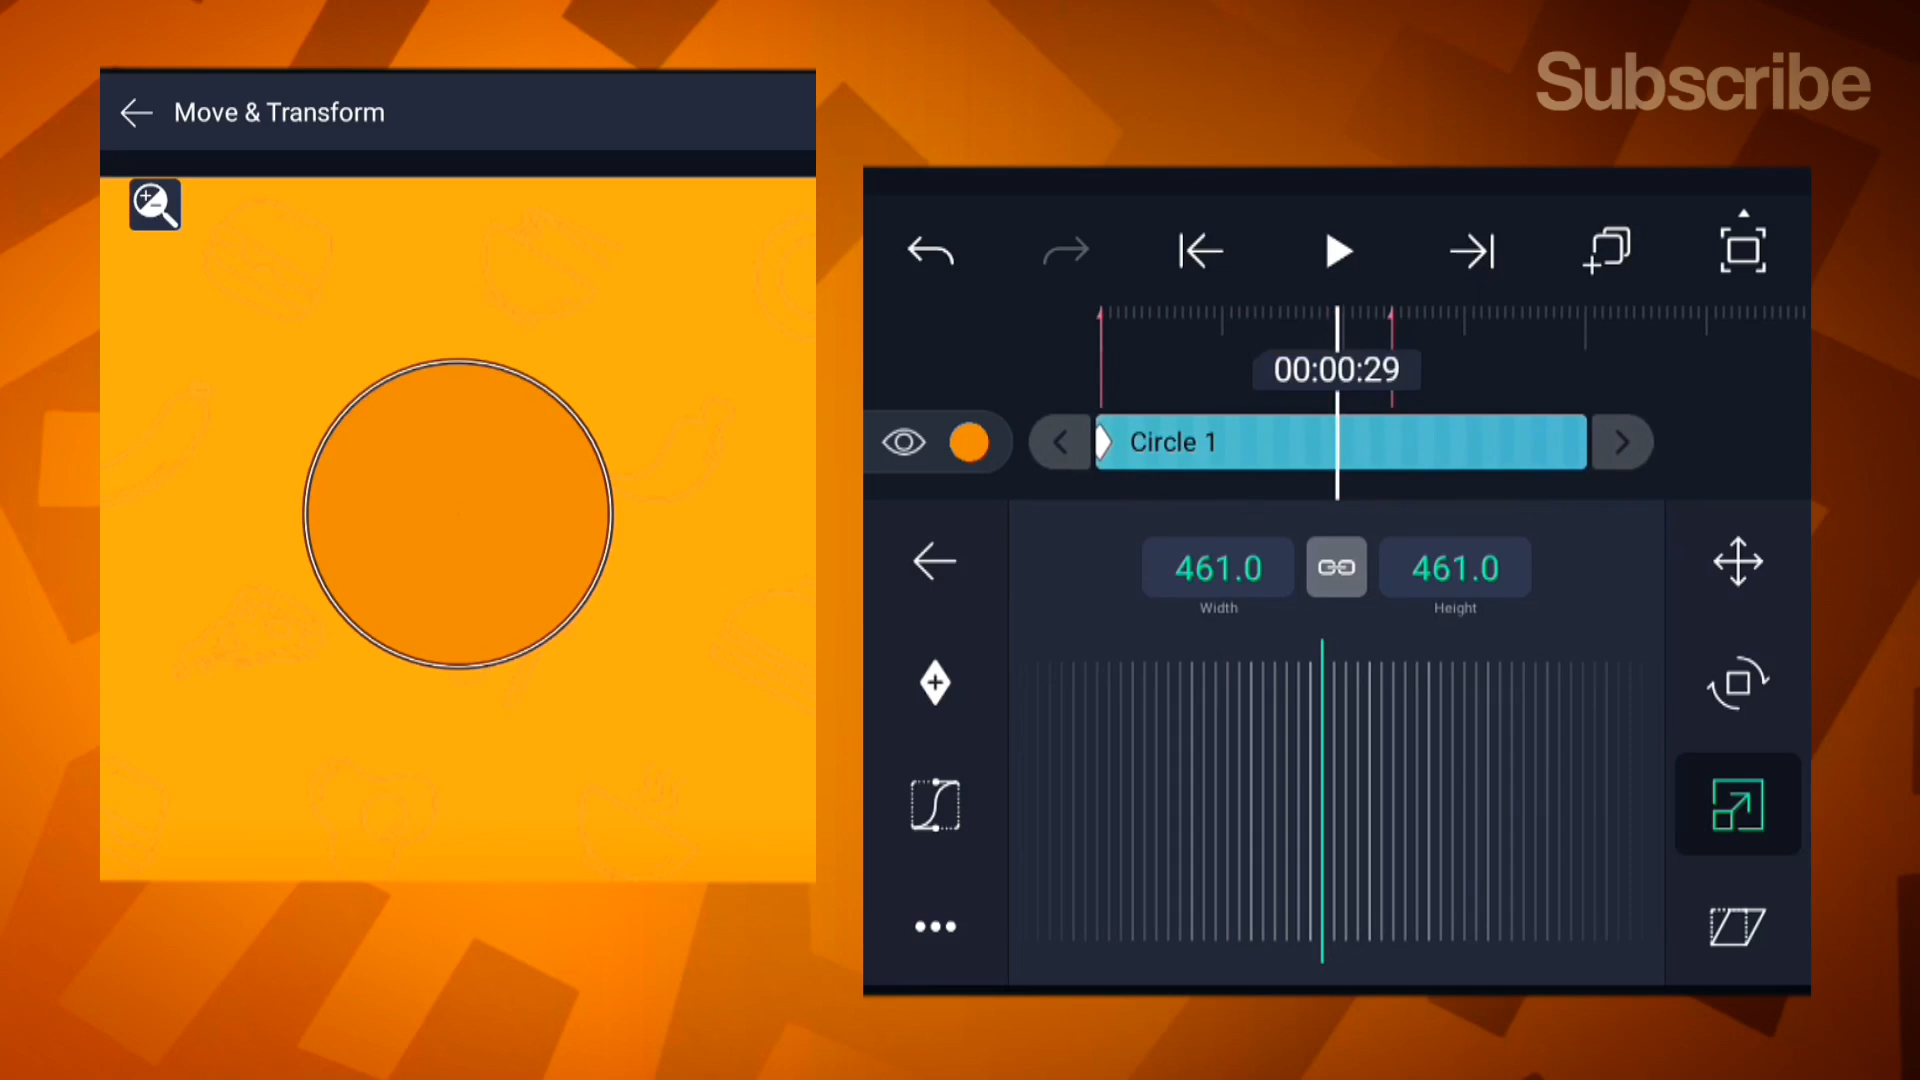 Subscribe
Move & Transform
00:00:29
Circle 1
461.0
461.0
Width
Height